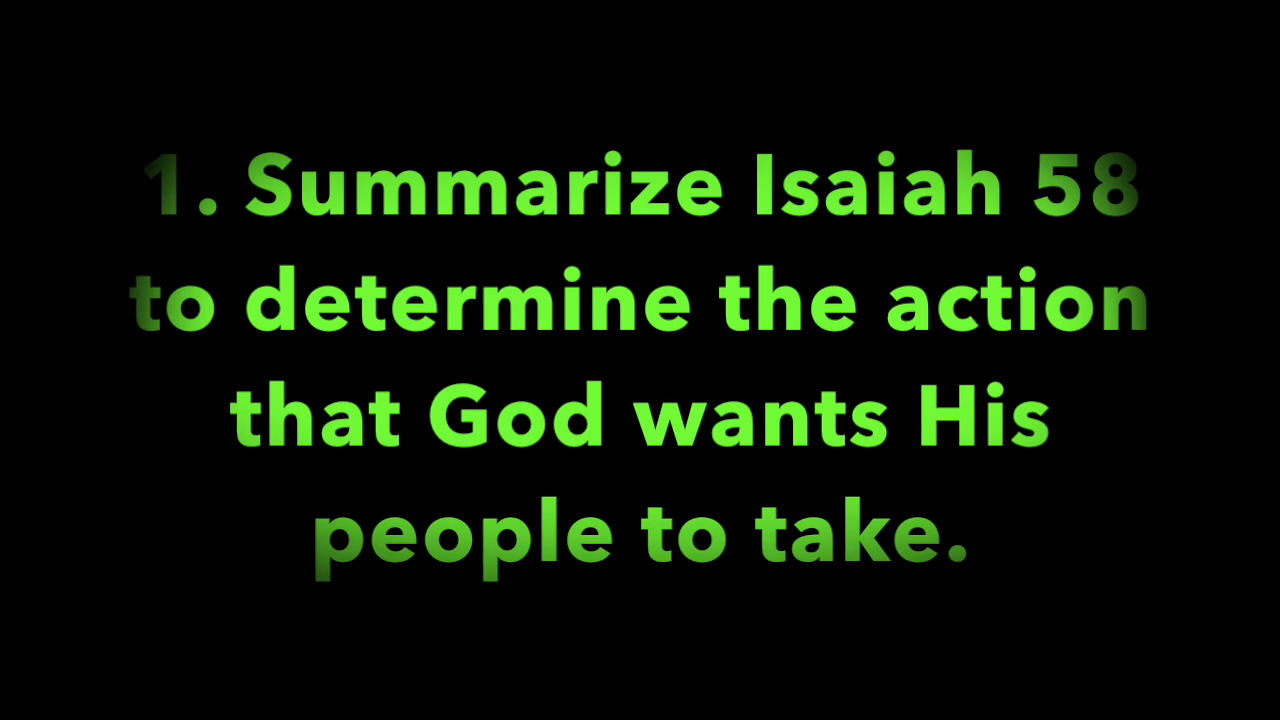 1. Summarize Isaiah 58
to determine the action
that God wants His
people to take.